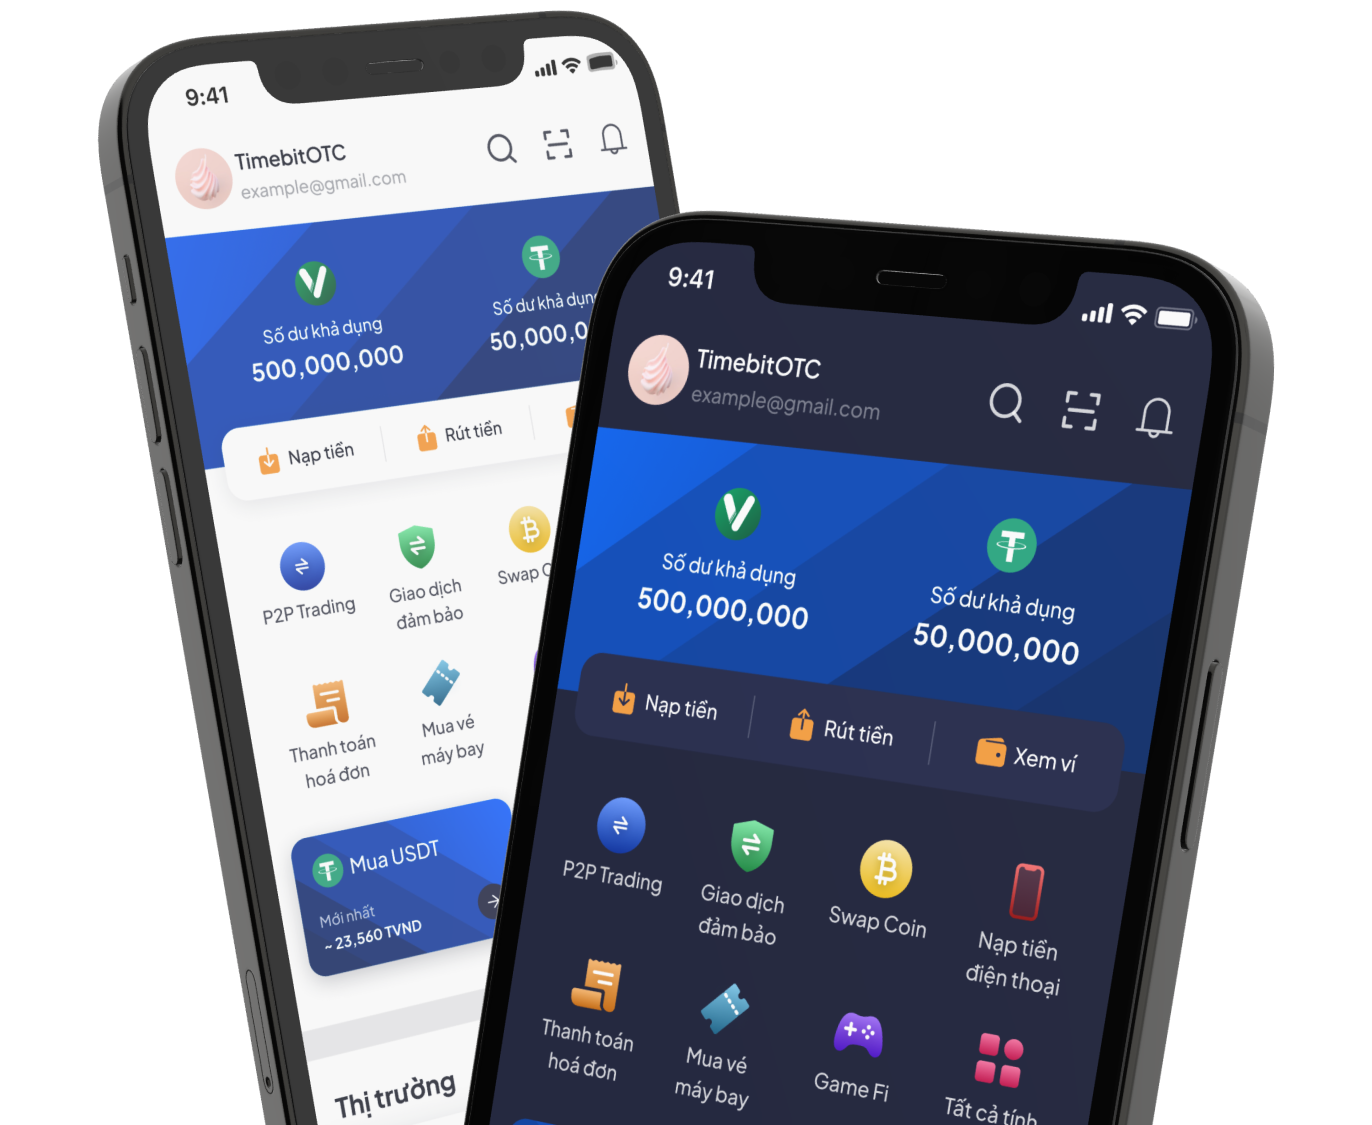 9:41
TimebitOTC
example@gmail.com
Số dư khả dụng
500,000,000
Số dư khả dụng
50,000,0
Nạp tiền
Rút tiền
P2P Trading
Giao dịch
đảm bảo
Swap C
Thanh toán
hoá đơn
Mua vé
máy bay
Mua USDT
Mới nhất
~ 23,560 TVND
Thị trường
9:41
TimebitOTC
example@gmail.com
Số dư khả dụng
500,000,000
Số dư khả dụng
50,000,000
Nạp tiền
Rút tiền
Xem ví
P2P Trading
Giao dịch
đảm bảo
Swap Coin
Nạp tiền
điện thoại
Thanh toán
hoá đơn
Mua vé
máy bay
Game Fi
Tất cả tính